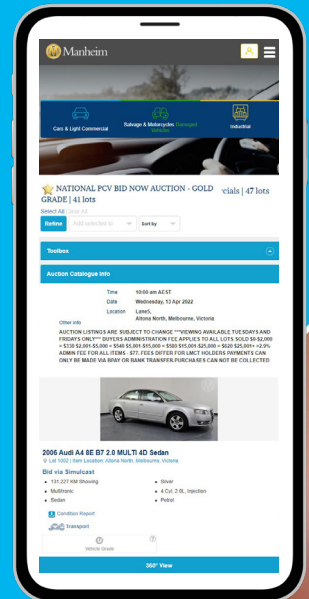 Manheim
Cars & Light Commercial
Salvage & Motorcycles Damaged
Vehicles
Industrial
NATIONAL PCV BID NOW AUCTION - GOLD
GRADE | 41 lots
cials | 47 lots
Select All Clear All
Refine
Add selected to
Sort by
Toolbox
Auction Catalogue Info
Time 10:00 am AEST
Date Wednesday, 13 Apr 2022
Location Lane5,
Altona North, Melbourne, Victoria
Other info
AUCTION LISTINGS ARE SUBJECT TO CHANGE ***VIEWING AVAILABLE TUESDAYS AND
FRIDAYS ONLY*** BUYERS ADMINISTRATION FEE APPLIES TO ALL LOTS SOLD $0-$2,000
= $330 $2,001-$5,000 = $540 $5,001-$15,000 = $580 $15,001-$25,000 = $620 $25,001+ =2.9%
ADMIN FEE FOR ALL ITEMS - $77. FEES DIFFER FOR LMCT HOLDERS PAYMENTS CAN
ONLY BE MADE VIA BPAY OR BANK TRANSFER.PURCHASES CAN NOT BE COLLECTED
2006 Audi A4 8E B7 2.0 MULTI 4D Sedan
Lot 1002 | Item Location: Altona North, Melbourne, Victoria
Bid via Simulcast
131,227 KM Showing
Silver
Multitronic
4 Cyl. 2.0L, Injection
Sedan
Petrol
Condition Report
Transport
Vehicle Grade
360° View